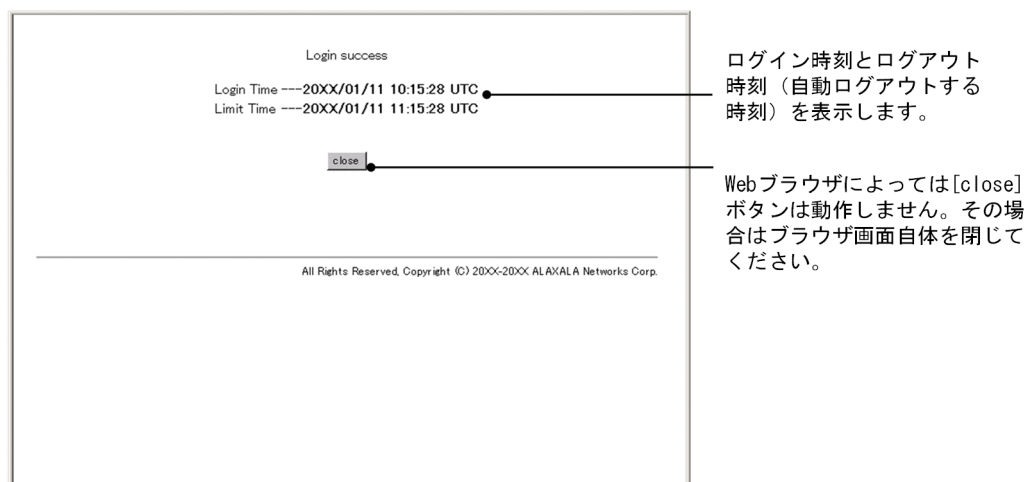 Login success
Login Time ---20XX/01/11 10:15:28 UTC
Limit Time ---20XX/01/11 11:15:28 UTC
close
All Rights Reserved, Copyright (C) 20XX-20XX ALAXALA Networks Corp.
ログイン時刻とログアウト
時刻（自動ログアウトする
時刻）を表示します。
Webブラウザによっては[close]
ボタンは動作しません。その場
合はブラウザ画面自体を閉じて
ください。